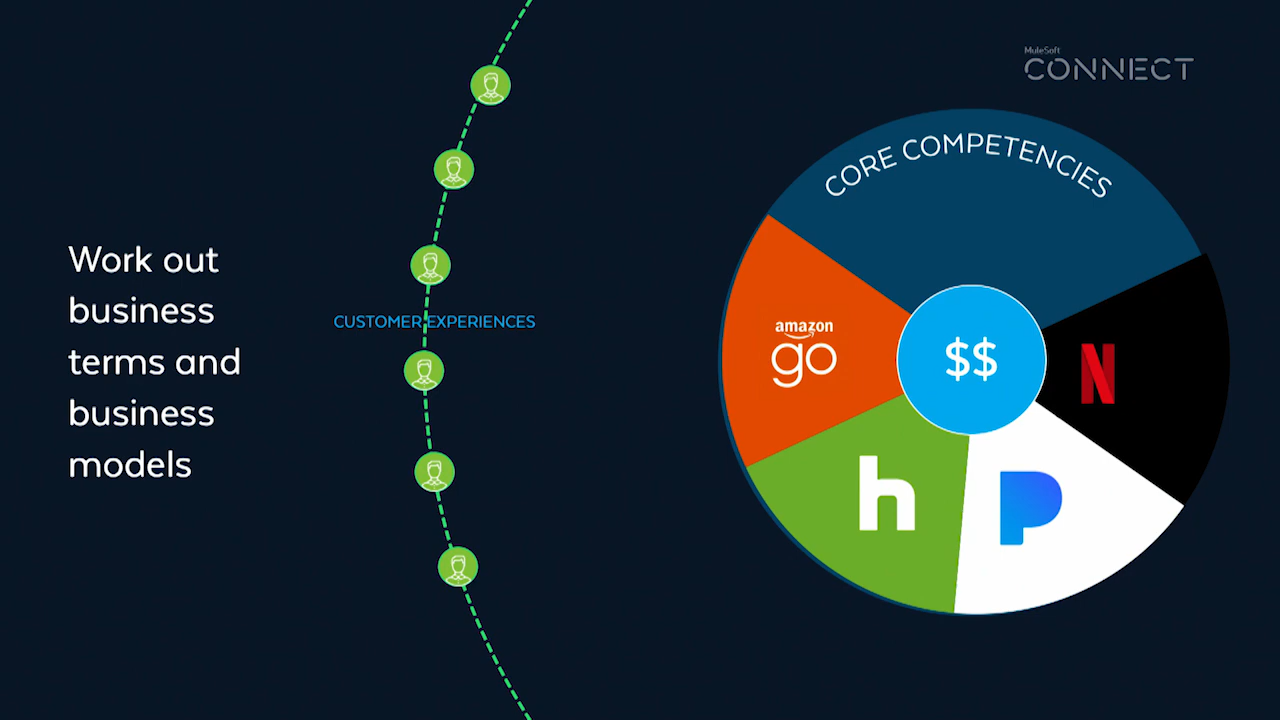 MuleSoft
CONNECT
CORE COMPETENCIES
Work out
business
terms and
business
models
CUSTOMER EXPERIENCES
amazon
go
$$
N
h
P